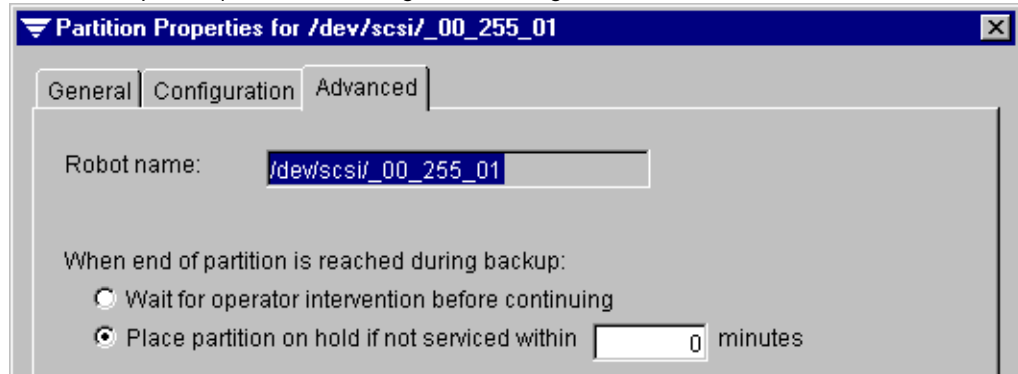 Partition Properties for /dev/scsi/_00_255_01
General Configuration Advanced
Robot name: /dev/scsi/_00_255_01
When end of partition is reached during backup:
Wait for operator intervention before continuing
Place partition on hold if not serviced within 0 minutes